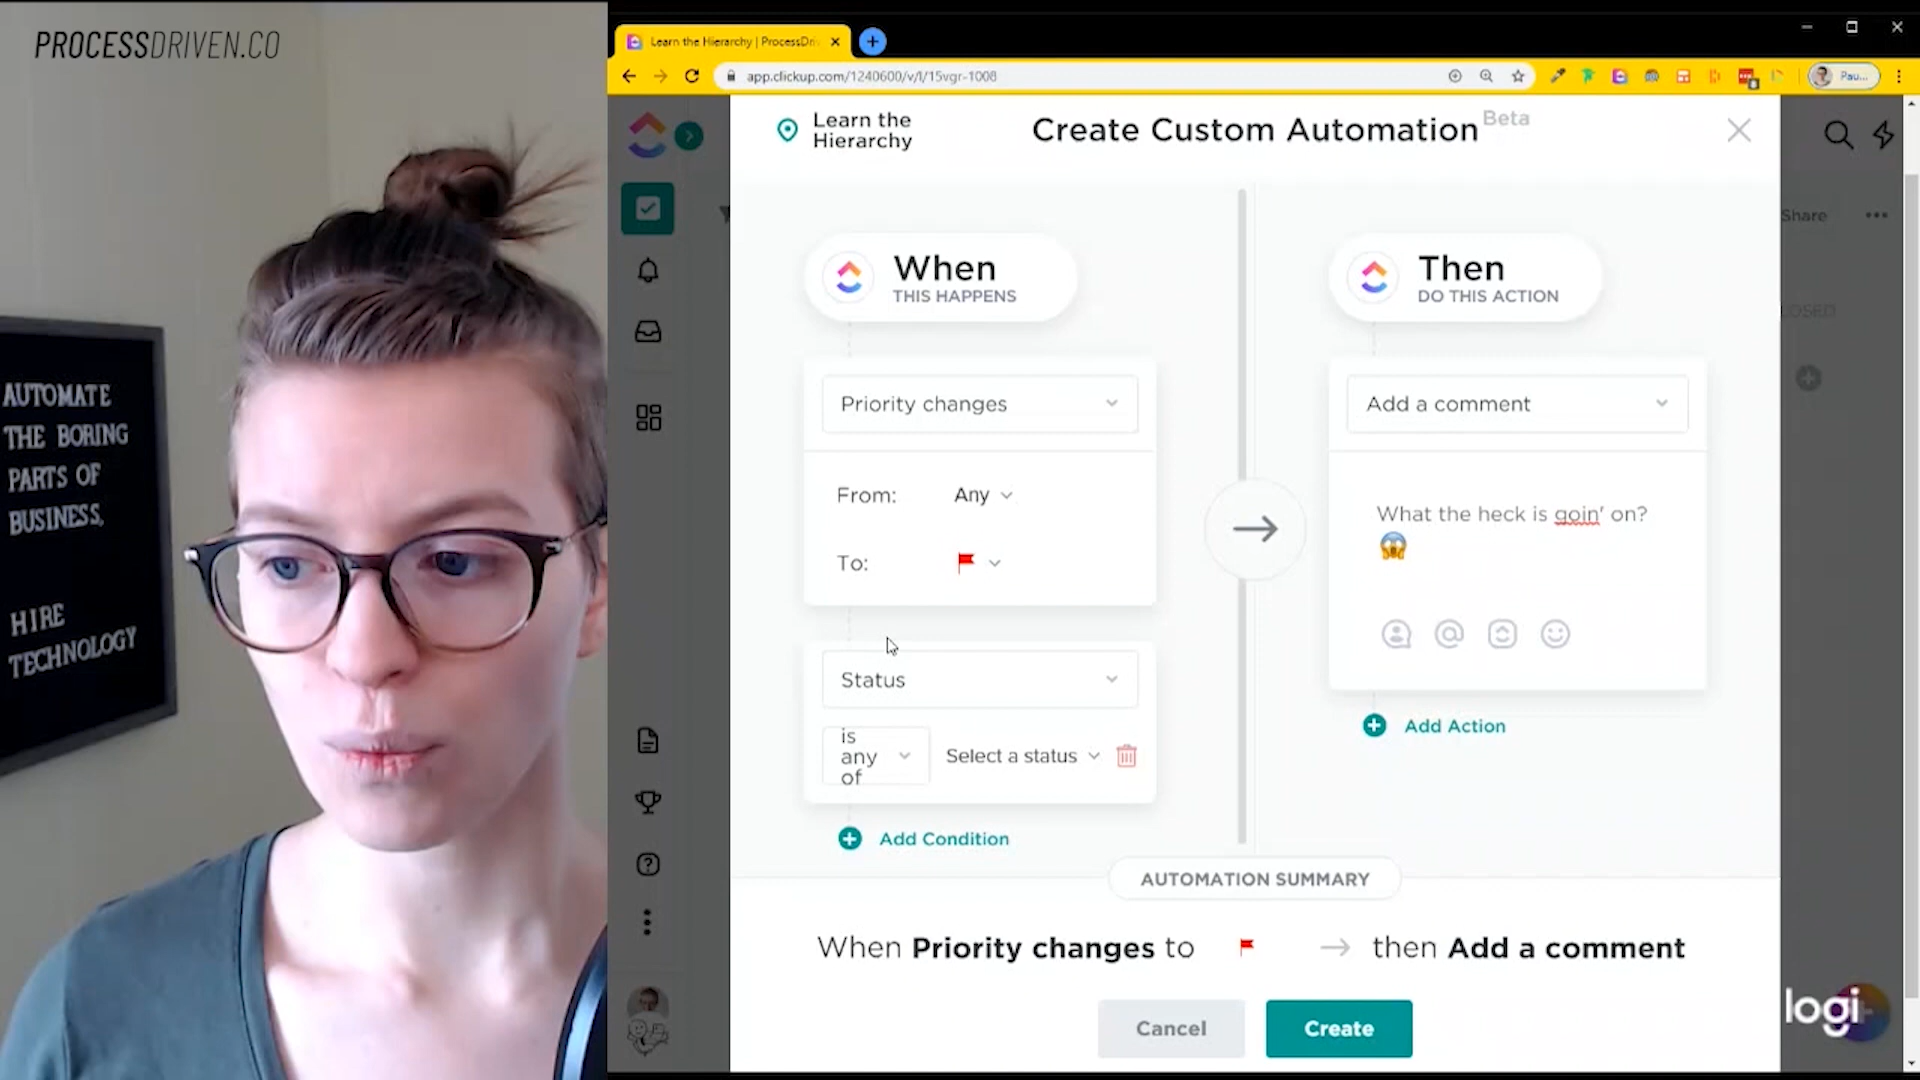 PROCESSDRIVEN.CO
AUTOMATE
THE BORING
PARTS OF
BUSINESS,
HIRE
TECHNOLOGY
Learn the Hierarchy | ProcessDri
app.clickup.com/1240600/v/l/15vgr-1008
Pau...
Learn the
Hierarchy
Create Custom Automation Beta
Share
When
THIS HAPPENS
Then
DO THIS ACTION
LOSED
Priority changes
Add a comment
From: Any
To:
What the heck is goin' on?
Status
is
any
of
Select a status
Add Action
Add Condition
AUTOMATION SUMMARY
When Priority changes to → then Add a comment
Cancel
Create
logi